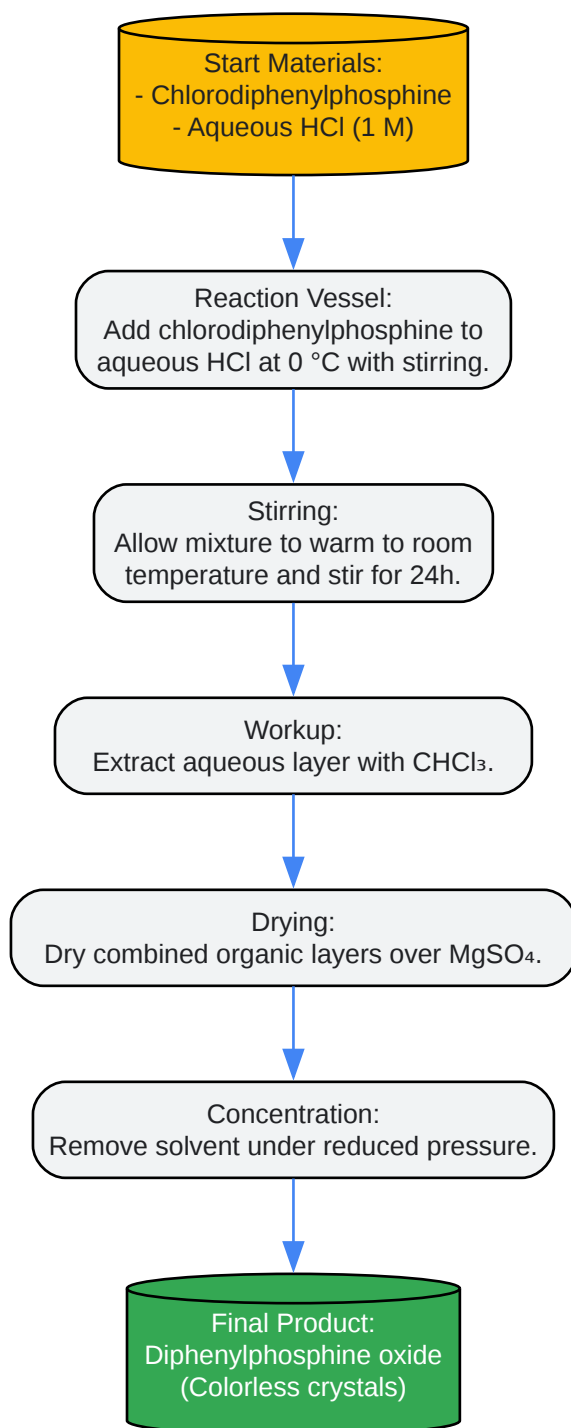 Start Materials:
- Chlorodiphenylphosphine
- Aqueous HCl (1 M)
Reaction Vessel:
Add chlorodiphenylphosphine to
aqueous HCl at 0 °C with stirring.
Stirring:
Allow mixture to warm to room
temperature and stir for 24h.
Workup:
Extract aqueous layer with CHCl₃.
Drying:
Dry combined organic layers over MgSO₄.
Concentration:
Remove solvent under reduced pressure.
Final Product:
Diphenylphosphine oxide
(Colorless crystals)